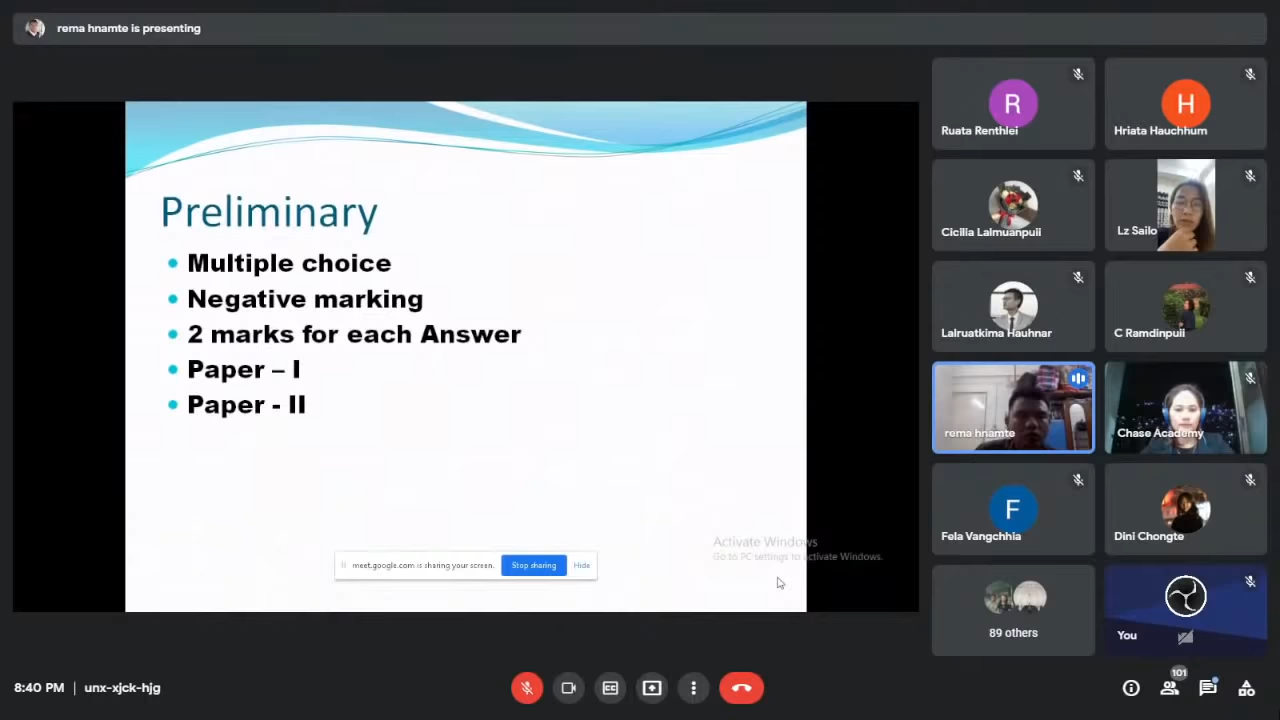 rema hnamte is presenting
Preliminary
Multiple choice
Negative marking
2 marks for each Answer
Paper – I
Paper - II
Activate Windows
Go to PC settings to activate Windows.
meet.google.com is sharing your screen.
Stop sharing
Hide
R
Ruata Renthlei
H
Hriata Hauchhum
Cicilia Lalmuanpuii
Lz Sailo
Lalruatkima Hauhnar
C Ramdinpuii
rema hnamte
Chase Academy
F
Fela Vangchhia
Dini Chongte
89 others
You
8:40 PM | unx-xjck-hjg
CC
101